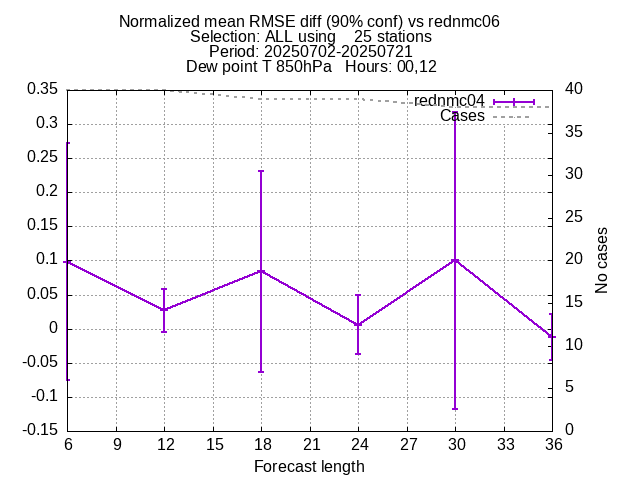 Normalized mean RMSE diff (90% conf) vs rednmc06
Selection: ALL using    25 stations
Period: 20250702-20250721
Dew point T 850hPa   Hours: 00,12
rednmc04
Cases
0.35
0.3
0.25
0.2
0.15
0.1
0.05
0
-0.05
-0.1
-0.15
40
35
30
25
20
15
10
5
0
No cases
6 9 12 15 18 21 24 27 30 33 36
Forecast length